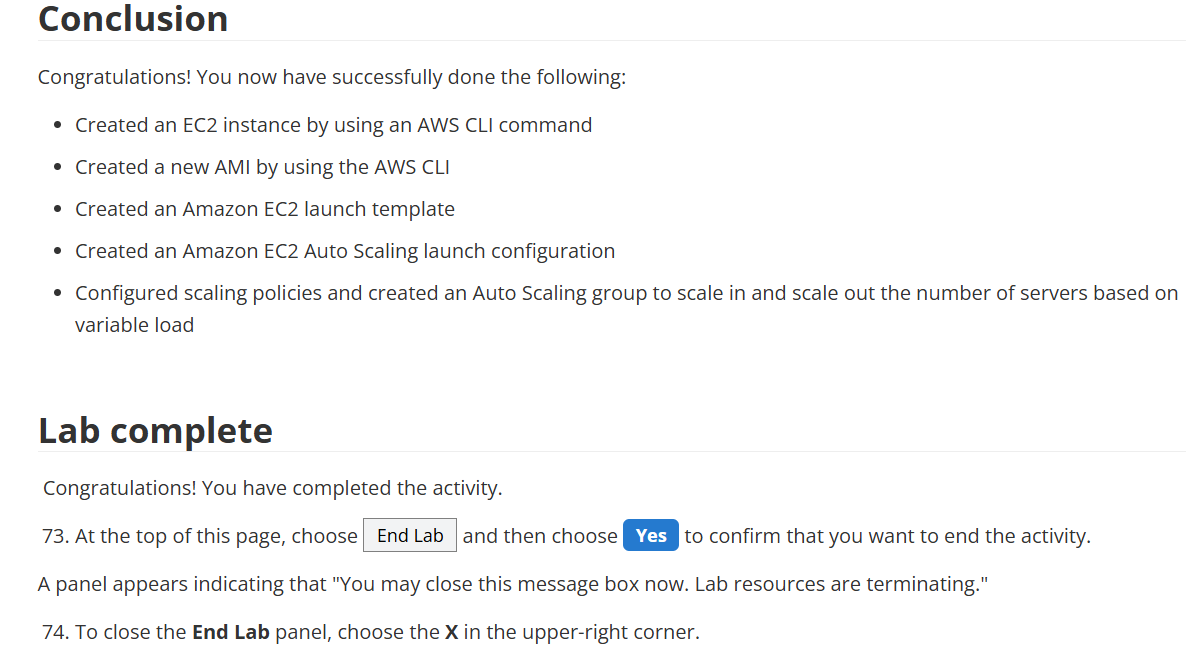 Conclusion
Congratulations! You now have successfully done the following:
• Created an EC2 instance by using an AWS CLI command
• Created a new AMI by using the AWS CLI
• Created an Amazon EC2 launch template
• Created an Amazon EC2 Auto Scaling launch configuration
• Configured scaling policies and created an Auto Scaling group to scale in and scale out the number of servers based on
variable load
Lab complete
Congratulations! You have completed the activity.
73. At the top of this page, choose End Lab and then choose Yes to confirm that you want to end the activity.
A panel appears indicating that "You may close this message box now. Lab resources are terminating."
74. To close the End Lab panel, choose the X in the upper-right corner.